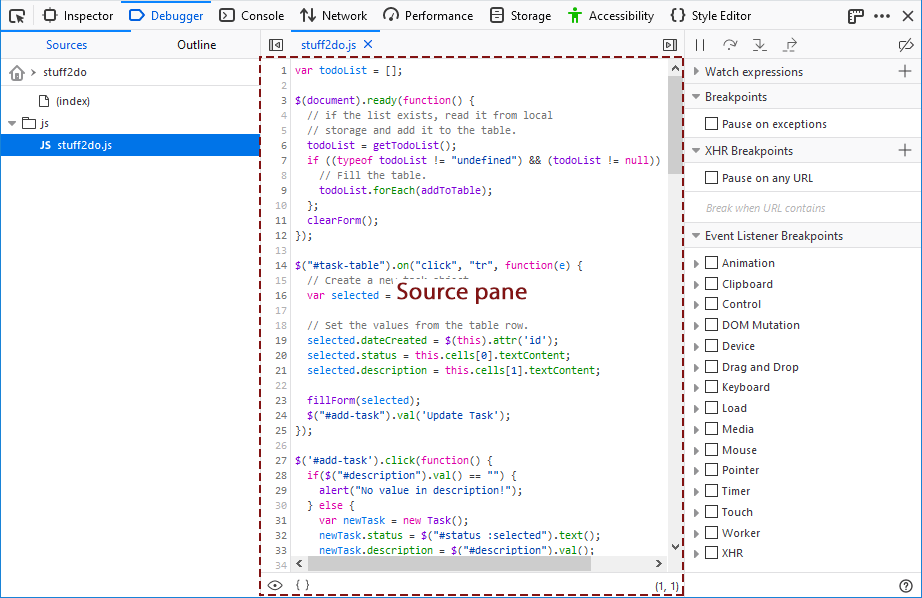 Inspector Debugger Console Network Performance Storage Accessibility Style Editor
Sources Outline stuff2do.js
stuff2do
(index)
js
JS stuff2do.js
1 var todoList = [];
2
3 $(document).ready(function() {
4 // if the list exists, read it from local
5 // storage and add it to the table.
6 todoList = getTodoList();
7 if ((typeof todoList != "undefined") && (todoList != null))
8 // Fill the table.
9 todoList.forEach(addToTable);
10 };
11 clearForm();
12 });
13
14 $("#task-table").on("click", "tr", function(e) {
15 // Create a new task object
16 var selected =
Source pane
17
18 // Set the values from the table row.
19 selected.dateCreated = $(this).attr('id');
20 selected.status = this.cells[0].textContent;
21 selected.description = this.cells[1].textContent;
22
23 fillForm(selected);
24 $("#add-task").val('Update Task');
25 });
26
27 $('#add-task').click(function() {
28 if($("#description").val() == "") {
29 alert("No value in description!");
30 } else {
31 var newTask = new Task();
32 newTask.status = $("#status :selected").text();
33 newTask.description = $("#description").val();
34
{ } (1, 1)
Watch expressions
Breakpoints
Pause on exceptions
XHR Breakpoints
Pause on any URL
Break when URL contains
Event Listener Breakpoints
Animation
Clipboard
Control
DOM Mutation
Device
Drag and Drop
Keyboard
Load
Media
Mouse
Pointer
Timer
Touch
Worker
XHR